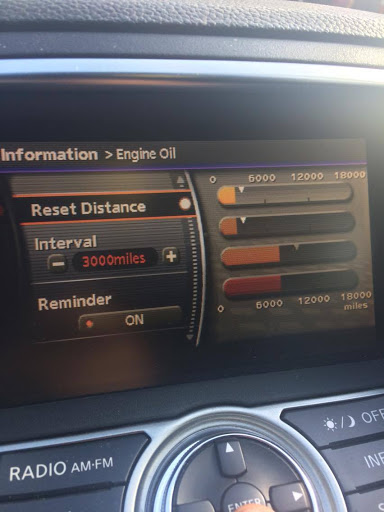 Information > Engine Oil
0 6000 12000 18000
Reset Distance
Interval
− 3000miles +
Reminder
ON
0 6000 12000 18000
miles
RADIO AM·FM
ENTER
OFF